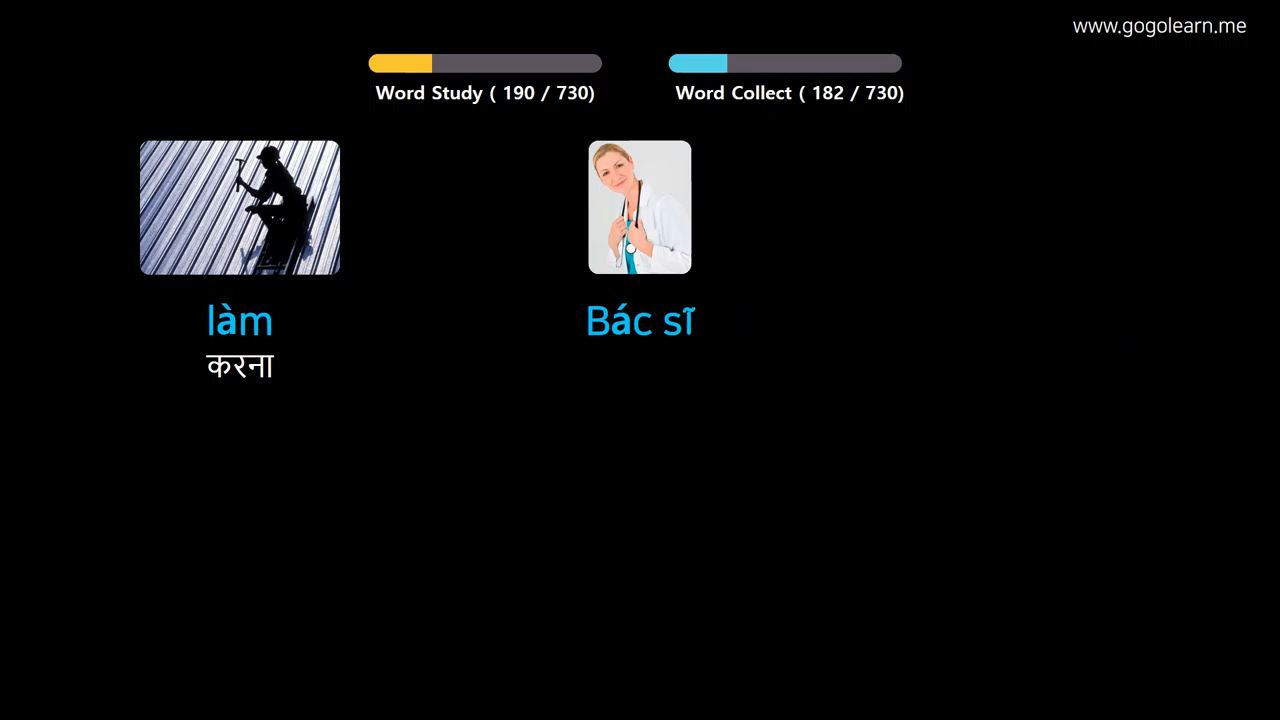 www.gogolearn.me
Word Study ( 190 / 730)
Word Collect ( 182 / 730)
làm
Bác sĩ
करना